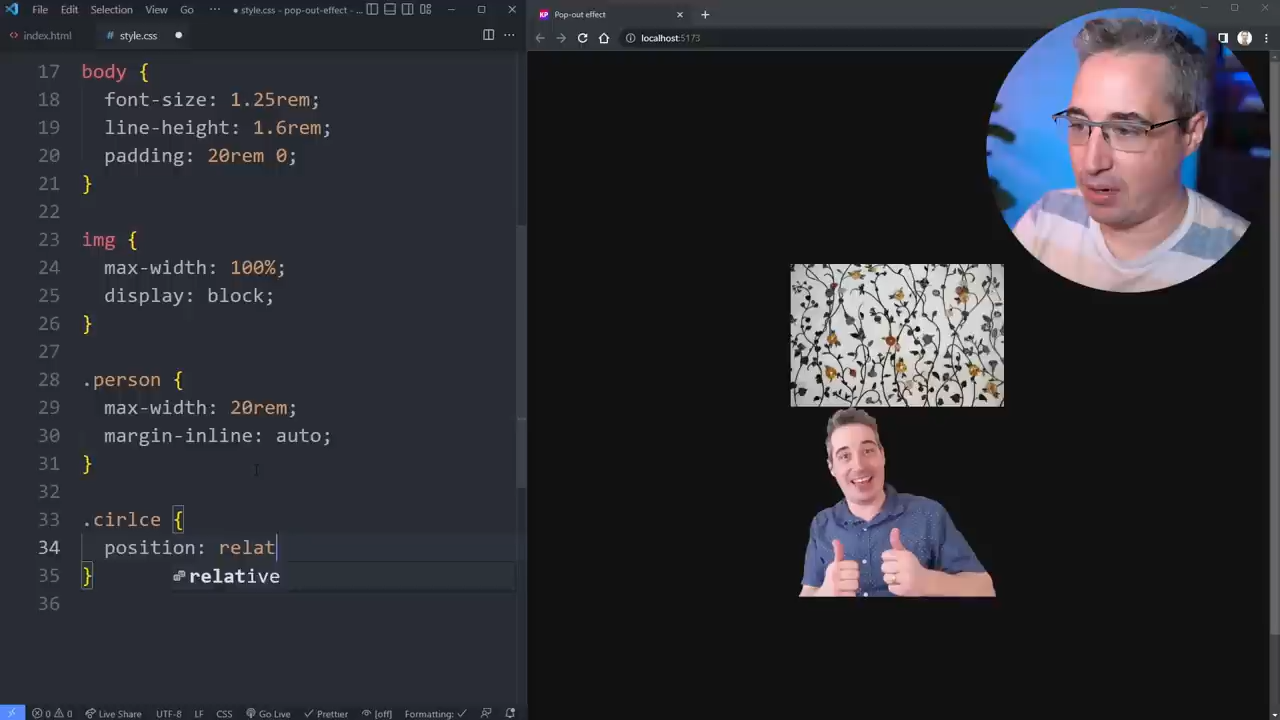 File Edit Selection View Go ··· ● style.css - pop-out-effect - ...
index.html style.css ●
17 body {
18 font-size: 1.25rem;
19 line-height: 1.6rem;
20 padding: 20rem 0;
21 }
22
23 img {
24 max-width: 100%;
25 display: block;
26 }
27
28 .person {
29 max-width: 20rem;
30 margin-inline: auto;
31 }
32
33 .cirlce {
34 position: relat
35 }
relative
36
0 0 Live Share UTF-8 LF CSS Go Live Prettier [off] Formatting:
KP Pop-out effect
localhost:5173